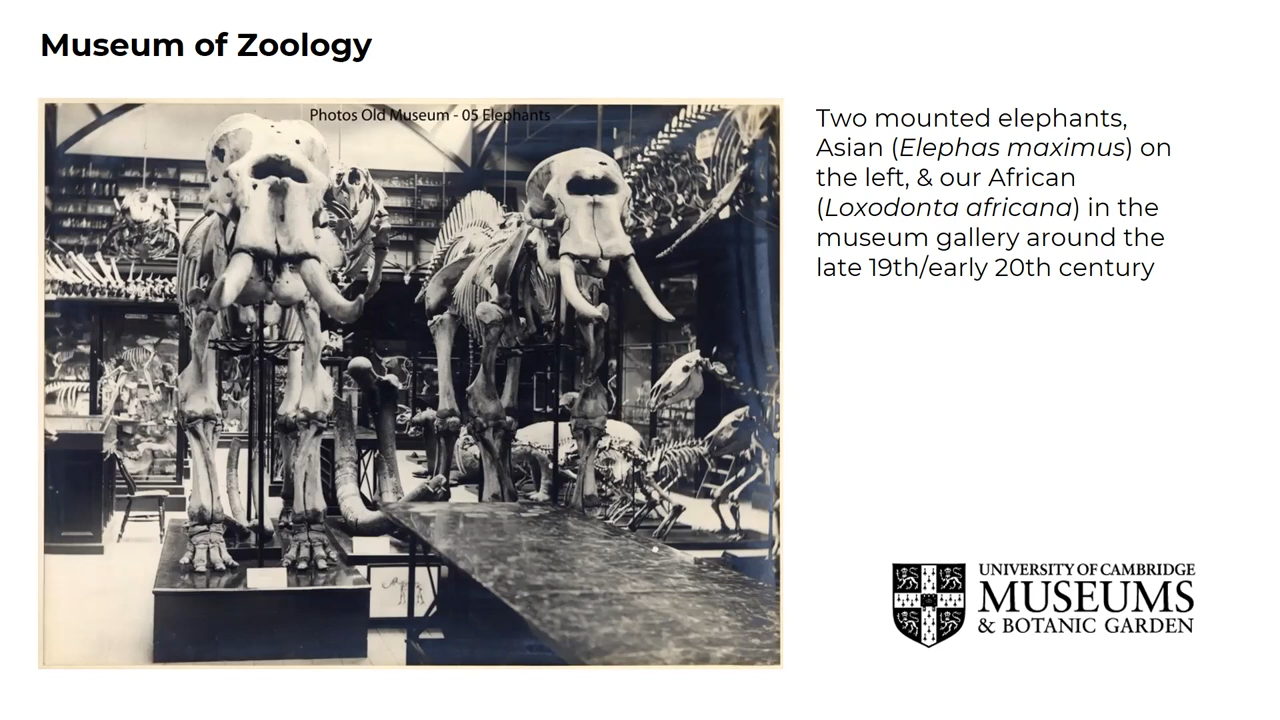 Museum of Zoology
Photos Old Museum - 05 Elephants
Two mounted elephants,
Asian (Elephas maximus) on
the left, & our African
(Loxodonta africana) in the
museum gallery around the
late 19th/early 20th century
UNIVERSITY OF CAMBRIDGE
MUSEUMS
& BOTANIC GARDEN